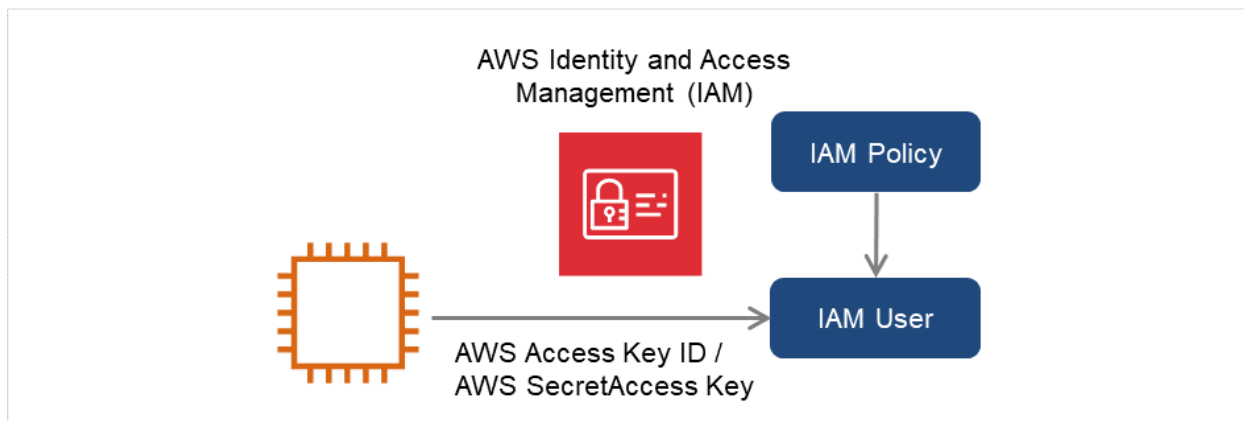 AWS Identity and Access
Management (IAM)
IAM Policy
IAM User
AWS Access Key ID /
AWS SecretAccess Key